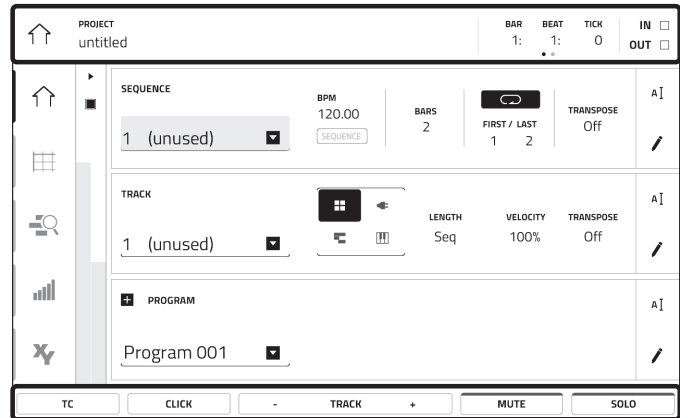 PROJECT
untitled
BAR BEAT TICK
1: 1: 0
IN
OUT
SEQUENCE
1 (unused)
BPM
120.00
SEQUENCE
BARS
2
FIRST / LAST
1 2
TRANSPOSE
Off
A
TRACK
1 (unused)
LENGTH
Seq
VELOCITY
100%
TRANSPOSE
Off
A
PROGRAM
Program 001
A
XY
TC CLICK - TRACK + MUTE SOLO